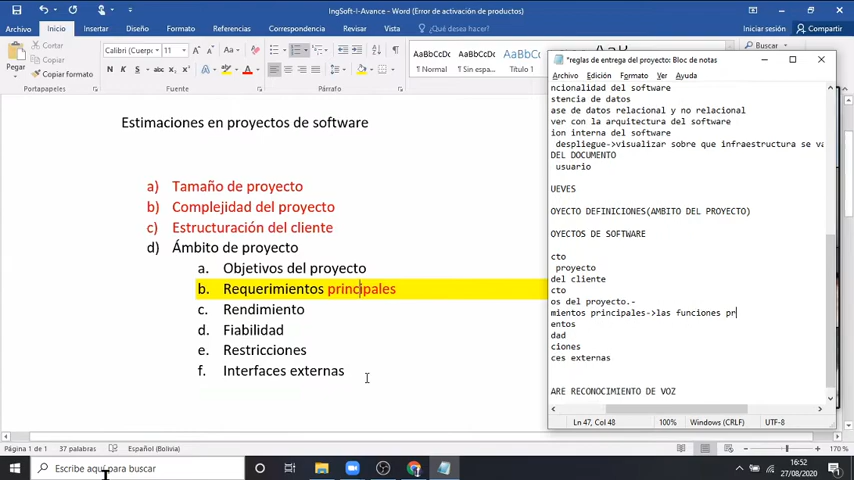 IngSoft-I-Avance - Word (Error de activación de productos)
Iniciar sesión
Archivo Inicio Insertar Diseño Formato Referencias Correspondencia Revisar Vista ¿Qué desea hacer? Iniciar sesión Compartir
Pegar
Cortar
Copiar
Copiar formato
Portapapeles
Calibri (Cuerpo) 11
Fuente
Párrafo
AaBbCcDc AaBbCcDc AaBbCc
¶ Normal ¶ Sin espa... Título 1
Buscar
Estimaciones en proyectos de software
a) Tamaño de proyecto
b) Complejidad del proyecto
c) Estructuración del cliente
d) Ámbito de proyecto
a. Objetivos del proyecto
b. Requerimientos principales
c. Rendimiento
d. Fiabilidad
e. Restricciones
f. Interfaces externas
*reglas de entrega del proyecto: Bloc de notas
Archivo Edición Formato Ver Ayuda
ncionalidad del software
stencia de datos
ase de datos relacional y no relacional
ver con la arquitectura del software
ion interna del software
despliegue->visualizar sobre que infraestructura se va
DEL DOCUMENTO
usuario
UEVES
OYECTO DEFINICIONES(AMBITO DEL PROYECTO)
OYECTOS DE SOFTWARE
cto
proyecto
del cliente
cto
os del proyecto.-
mientos principales->las funciones pr
entos
dad
ciones
ces externas
ARE RECONOCIMIENTO DE VOZ
Ln 47, Col 48 100% Windows (CRLF) UTF-8
Página 1 de 1 37 palabras Español (Bolivia) 170 %
Escribe aquí para buscar
16:52
27/08/2020